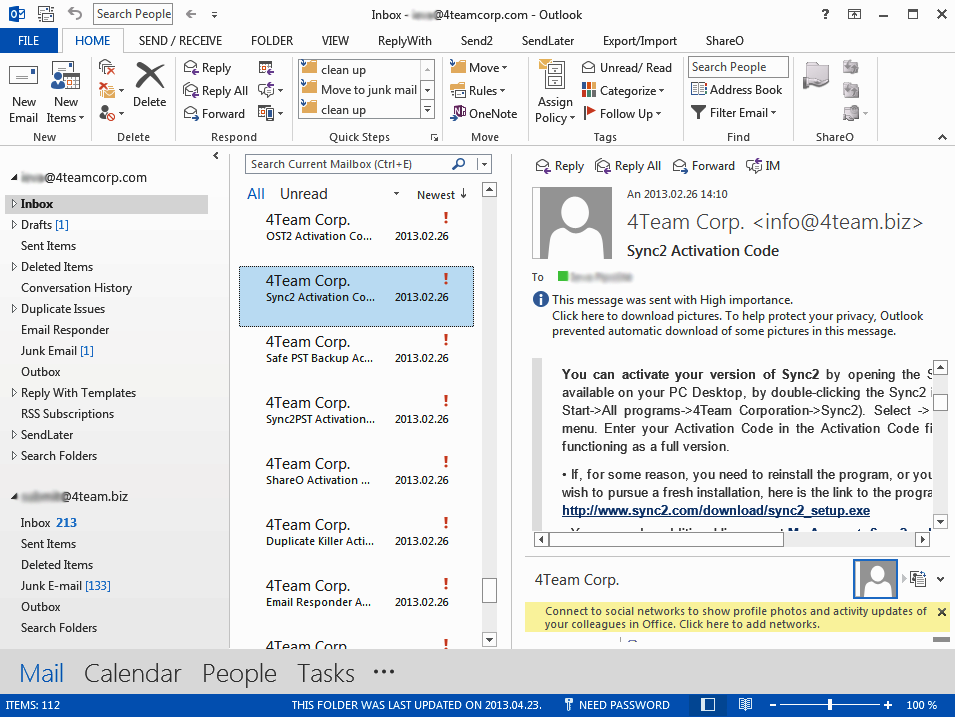 Search People
Inbox - @4teamcorp.com - Outlook
?
FILE
HOME
SEND / RECEIVE
FOLDER
VIEW
ReplyWith
Send2
SendLater
Export/Import
ShareO
New Email
New Items
New
Delete
Delete
Reply
Reply All
Forward
Respond
clean up
Move to junk mail
clean up
Quick Steps
Move
Rules
OneNote
Move
Assign Policy
Unread/ Read
Categorize
Follow Up
Tags
Search People
Address Book
Filter Email
Find
ShareO
@4teamcorp.com
Inbox
Drafts [1]
Sent Items
Deleted Items
Conversation History
Duplicate Issues
Email Responder
Junk Email [1]
Outbox
Reply With Templates
RSS Subscriptions
SendLater
Search Folders
@4team.biz
Inbox 213
Sent Items
Deleted Items
Junk E-mail [133]
Outbox
Search Folders
Search Current Mailbox (Ctrl+E)
All Unread Newest ↓
4Team Corp. !
OST2 Activation Co... 2013.02.26
4Team Corp. !
Sync2 Activation Co... 2013.02.26
4Team Corp. !
Safe PST Backup Ac... 2013.02.26
4Team Corp. !
Sync2PST Activation... 2013.02.26
4Team Corp. !
ShareO Activation ... 2013.02.26
4Team Corp. !
Duplicate Killer Acti... 2013.02.26
4Team Corp. !
Email Responder A... 2013.02.26
4Team Corp. !
Reply Reply All Forward IM
An 2013.02.26 14:10
4Team Corp. <info@4team.biz>
Sync2 Activation Code
To
This message was sent with High importance.
Click here to download pictures. To help protect your privacy, Outlook
prevented automatic download of some pictures in this message.
You can activate your version of Sync2 by opening the S
available on your PC Desktop, by double-clicking the Sync2
Start->All programs->4Team Corporation->Sync2). Select ->
menu. Enter your Activation Code in the Activation Code fi
functioning as a full version.
• If, for some reason, you need to reinstall the program, or you
wish to pursue a fresh installation, here is the link to the progra
http://www.sync2.com/download/sync2_setup.exe
4Team Corp.
Connect to social networks to show profile photos and activity updates of
your colleagues in Office. Click here to add networks.
Mail Calendar People Tasks •••
ITEMS: 112
THIS FOLDER WAS LAST UPDATED ON 2013.04.23.
NEED PASSWORD
100 %